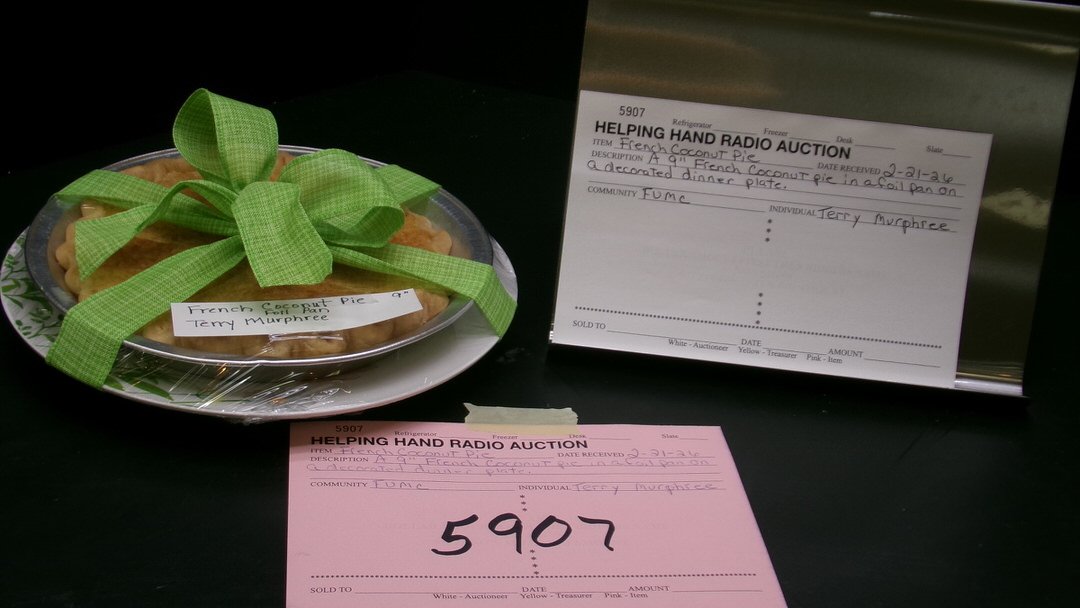 French Coconut Pie 9"
Foil Pan
Terry Murphree
5907
Refrigerator Freezer Desk Slate
HELPING HAND RADIO AUCTION
ITEM French Coconut Pie DATE RECEIVED 2-21-26
DESCRIPTION A 9" French Coconut pie in a foil pan on
a decorated dinner plate.
COMMUNITY FUMC INDIVIDUAL Terry Murphree
SOLD TO DATE AMOUNT
White - Auctioneer Yellow - Treasurer Pink - Item
5907
Refrigerator Freezer Desk Slate
HELPING HAND RADIO AUCTION
ITEM French Coconut Pie DATE RECEIVED 2-21-26
DESCRIPTION A 9" French Coconut pie in a foil pan on
a decorated dinner plate.
COMMUNITY FUMC INDIVIDUAL Terry Murphree
5907
SOLD TO DATE AMOUNT
White - Auctioneer Yellow - Treasurer Pink - Item